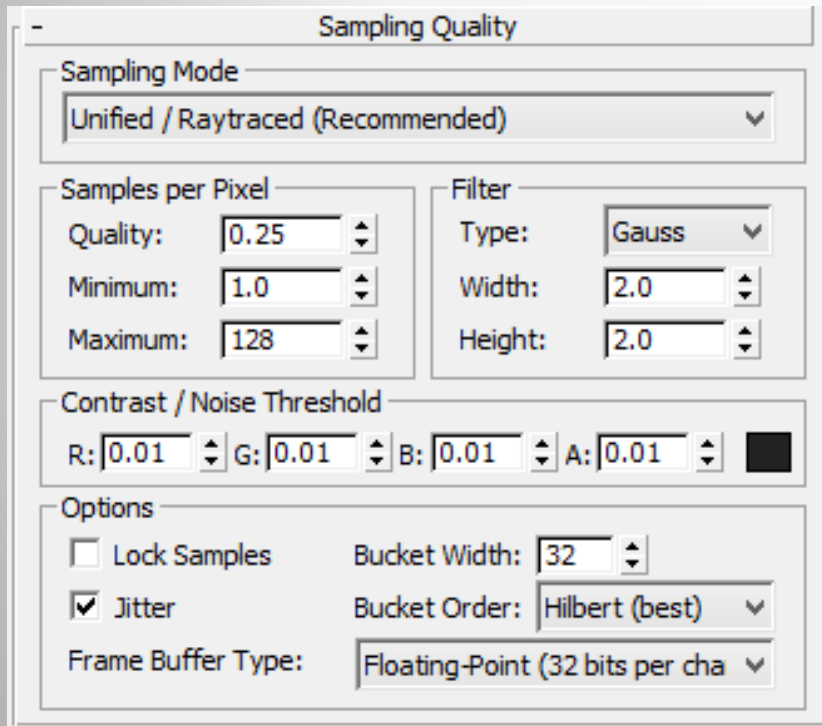 - Sampling Quality
Sampling Mode
Unified / Raytraced (Recommended)
Samples per Pixel
Quality: 0.25
Minimum: 1.0
Maximum: 128
Filter
Type: Gauss
Width: 2.0
Height: 2.0
Contrast / Noise Threshold
R: 0.01 G: 0.01 B: 0.01 A: 0.01
Options
Lock Samples Bucket Width: 32
Jitter Bucket Order: Hilbert (best)
Frame Buffer Type: Floating-Point (32 bits per cha